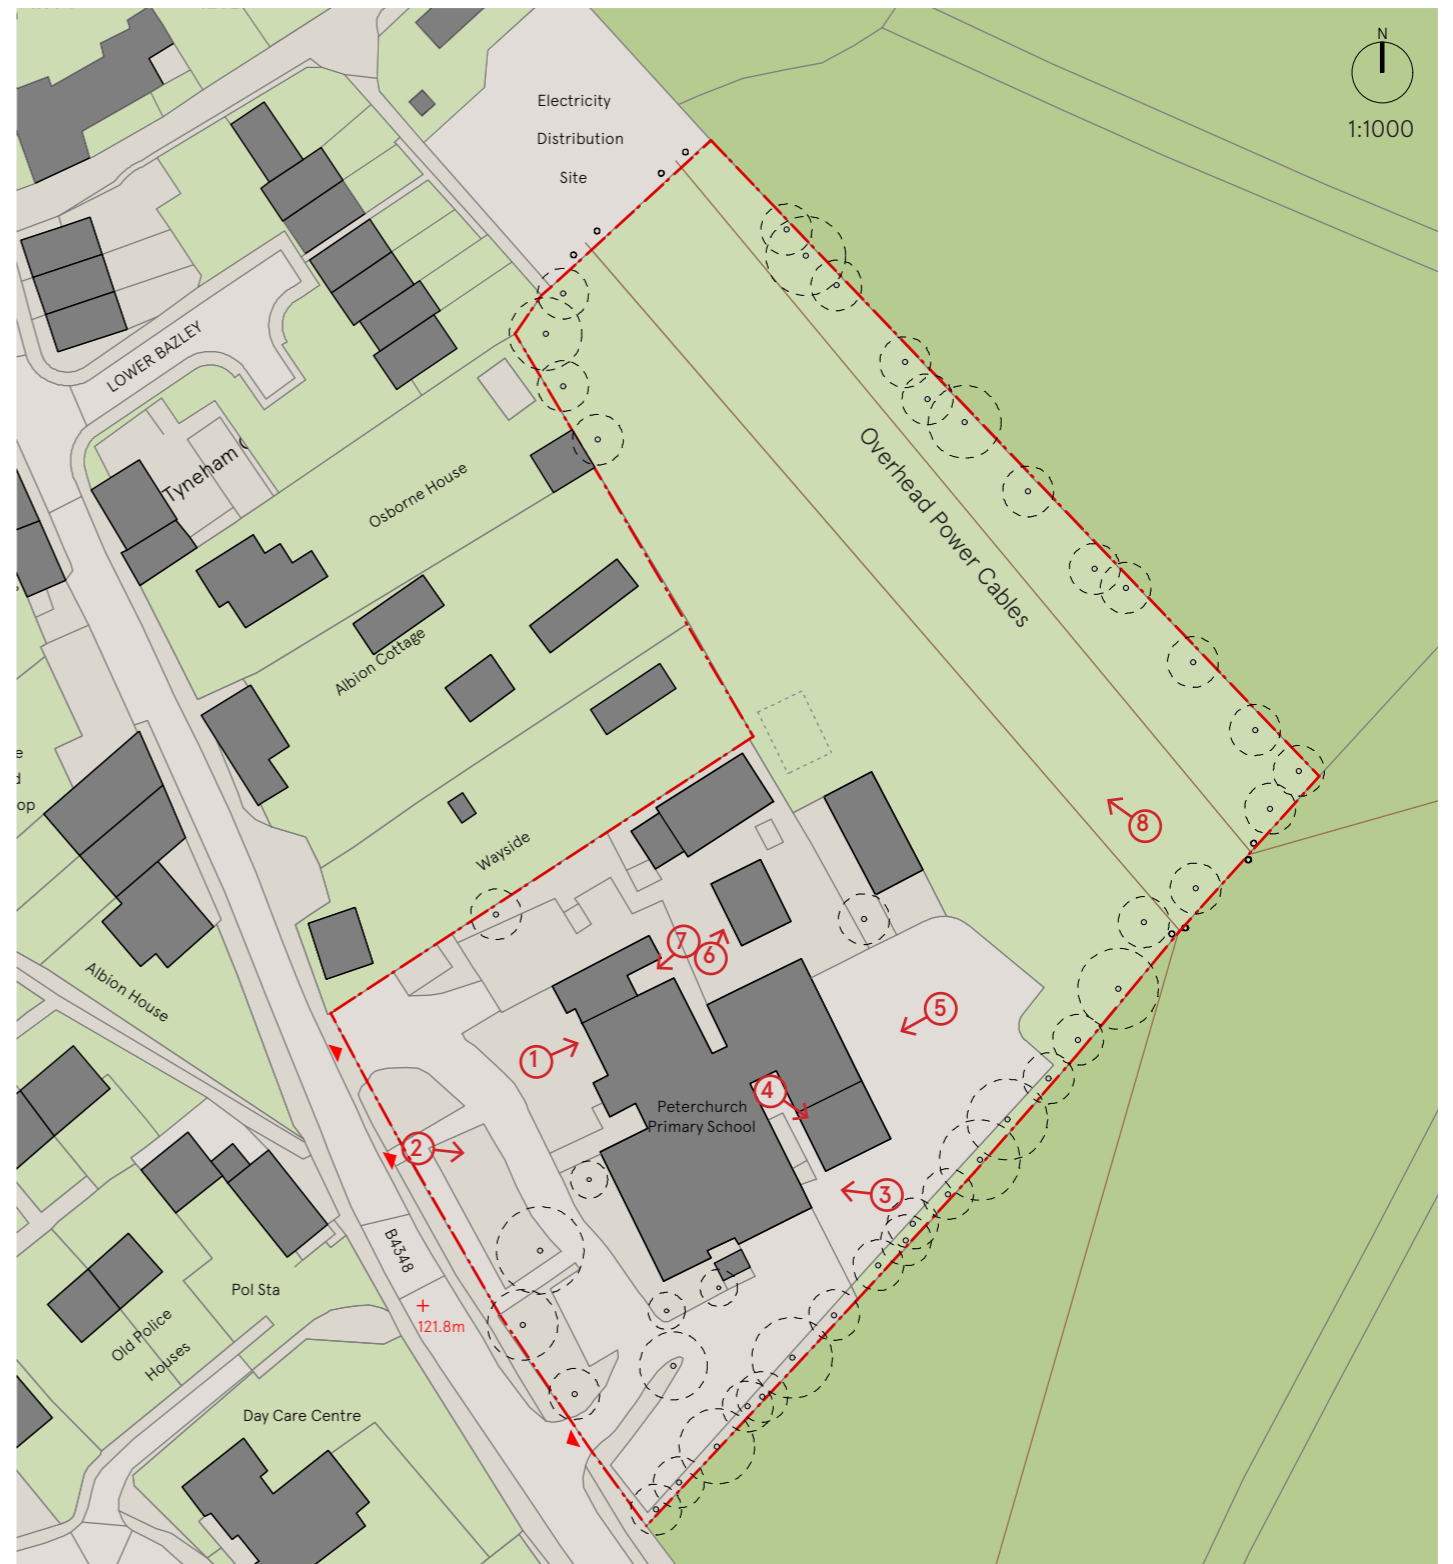 N
1:1000
Electricity
Distribution
Site
LOWER BAZLEY
Tyneham
Osborne House
Overhead Power Cables
Albion Cottage
op
Wayside
8
7
6
Albion House
5
1
4
Peterchurch
Primary School
2
3
B4348
Pol Sta
121.8m
Old Police
Houses
Day Care Centre